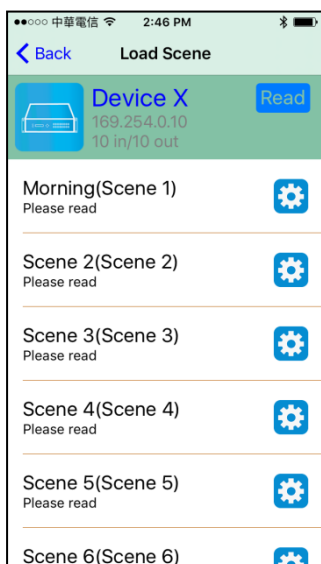 中華電信 2:46 PM
Back Load Scene
Device X Read
169.254.0.10
10 in/10 out
Morning(Scene 1)
Please read
Scene 2(Scene 2)
Please read
Scene 3(Scene 3)
Please read
Scene 4(Scene 4)
Please read
Scene 5(Scene 5)
Please read
Scene 6(Scene 6)